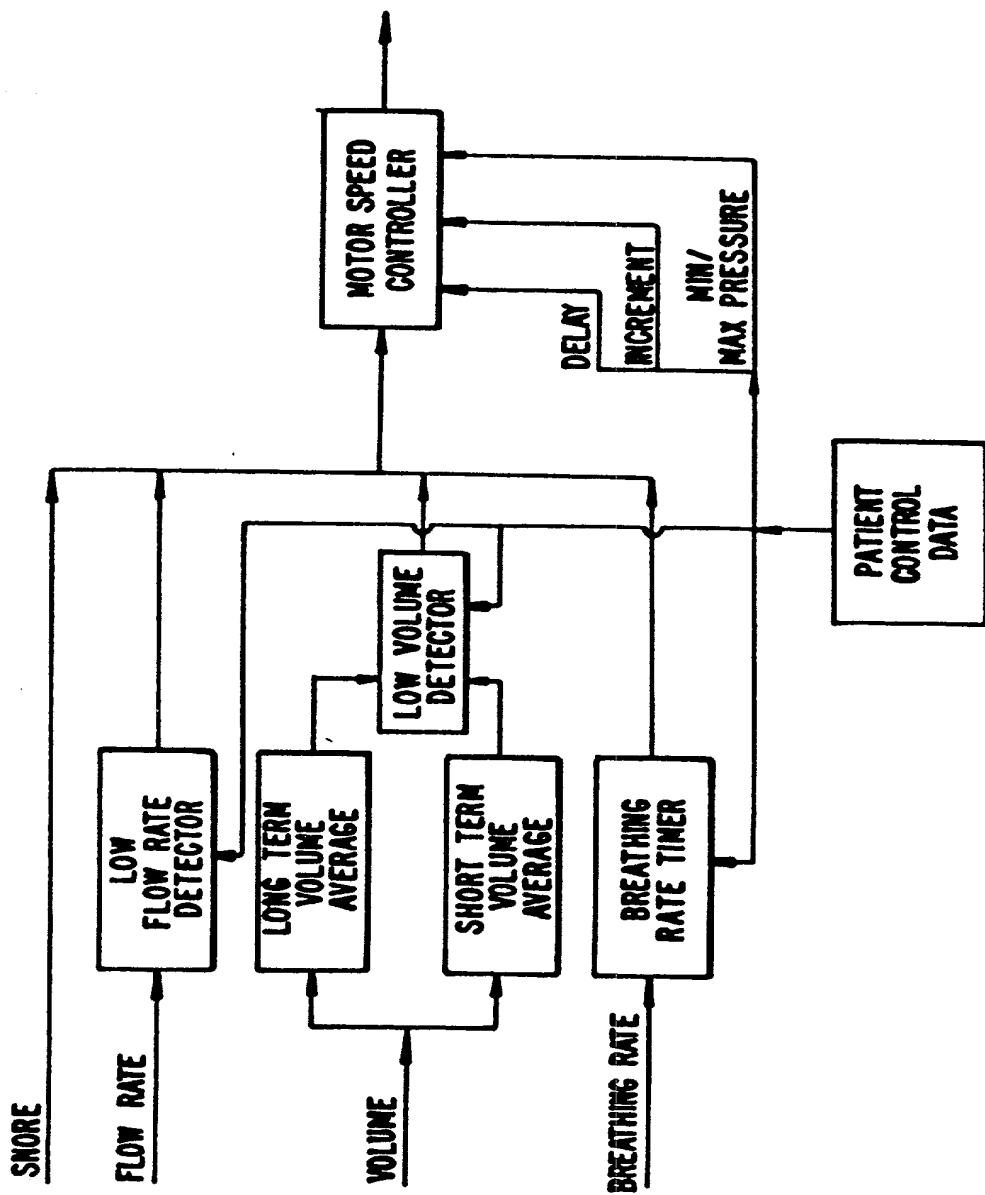 SNORE
FLOW RATE
VOLUME
BREATHING RATE
LOW
FLOW RATE
DETECTOR
LONG TERM
VOLUME
AVERAGE
SHORT TERM
VOLUME
AVERAGE
BREATHING
RATE TIMER
LOW VOLUME
DETECTOR
MOTOR SPEED
CONTROLLER
DELAY
INCREMENT
MIN/
MAX PRESSURE
PATIENT
CONTROL
DATA